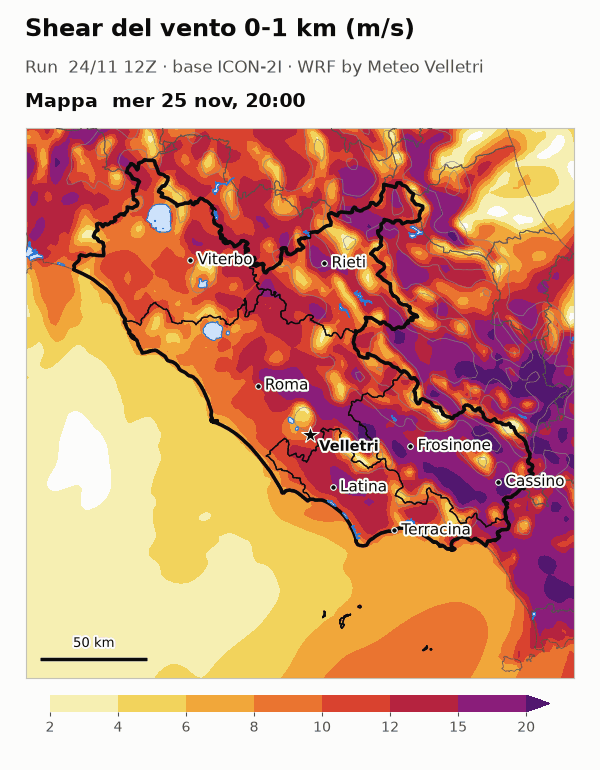 Shear del vento 0-1 km (m/s)
Run  24/11 12Z · base ICON-2I · WRF by Meteo Velletri
Mappa  mer 25 nov, 20:00
Viterbo
Rieti
Roma
Velletri
Frosinone
Cassino
Latina
Terracina
50 km
2 4 6 8 10 12 15 20